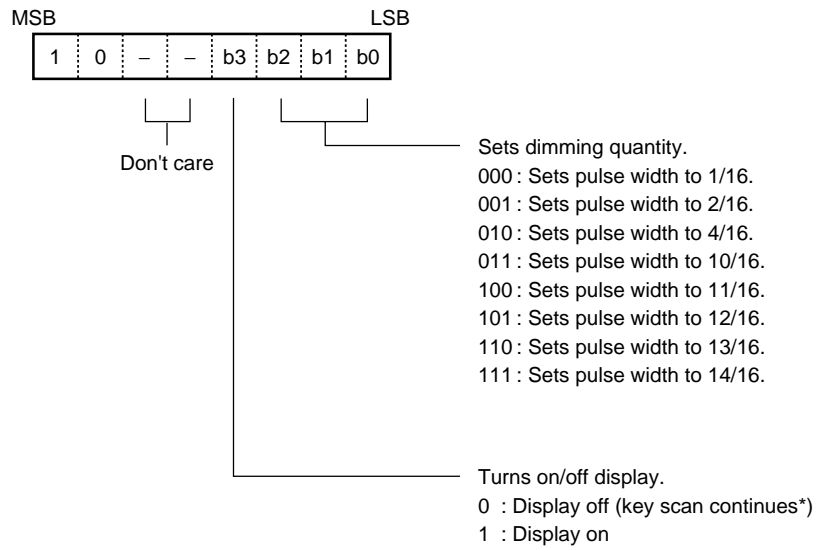 MSB LSB
1 0 – – b3 b2 b1 b0
Don't care
Sets dimming quantity.
000 : Sets pulse width to 1/16.
001 : Sets pulse width to 2/16.
010 : Sets pulse width to 4/16.
011 : Sets pulse width to 10/16.
100 : Sets pulse width to 11/16.
101 : Sets pulse width to 12/16.
110 : Sets pulse width to 13/16.
111 : Sets pulse width to 14/16.
Turns on/off display.
0 : Display off (key scan continues*)
1 : Display on